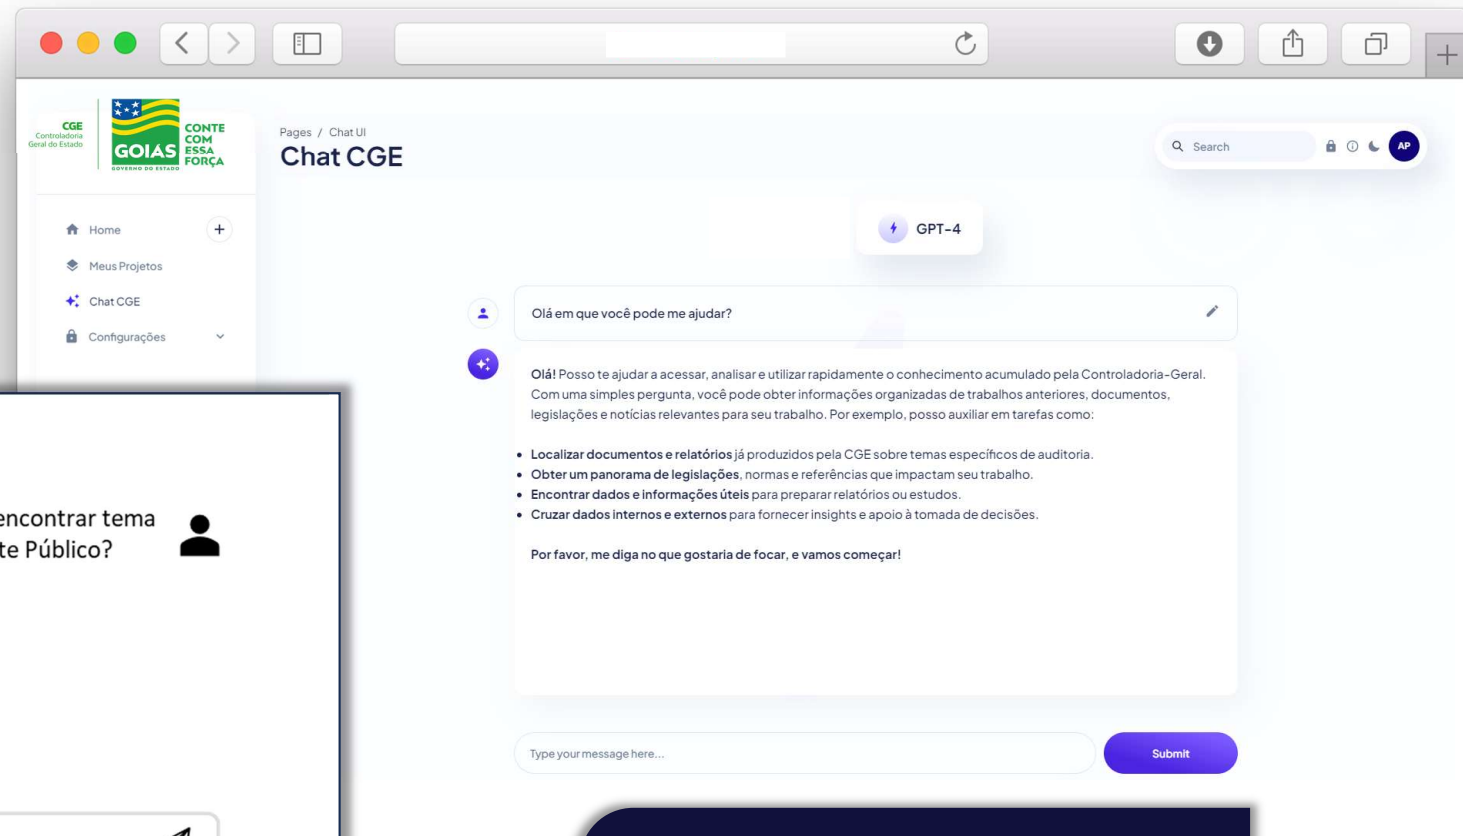 CGE
Controladoria
Geral do Estado
GOIÁS
GOVERNO DO ESTADO
CONTE
COM
ESSA
FORÇA
Pages / Chat UI
Chat CGE
Search
AP
Home
Meus Projetos
Chat CGE
Configurações
GPT-4
Olá em que você pode me ajudar?
Olá! Posso te ajudar a acessar, analisar e utilizar rapidamente o conhecimento acumulado pela Controladoria-Geral.
Com uma simples pergunta, você pode obter informações organizadas de trabalhos anteriores, documentos,
legislações e notícias relevantes para seu trabalho. Por exemplo, posso auxiliar em tarefas como:
• Localizar documentos e relatórios já produzidos pela CGE sobre temas específicos de auditoria.
• Obter um panorama de legislações, normas e referências que impactam seu trabalho.
• Encontrar dados e informações úteis para preparar relatórios ou estudos.
• Cruzar dados internos e externos para fornecer insights e apoio à tomada de decisões.
Por favor, me diga no que gostaria de focar, e vamos começar!
Type your message here...
Submit
encontrar tema
te Público?